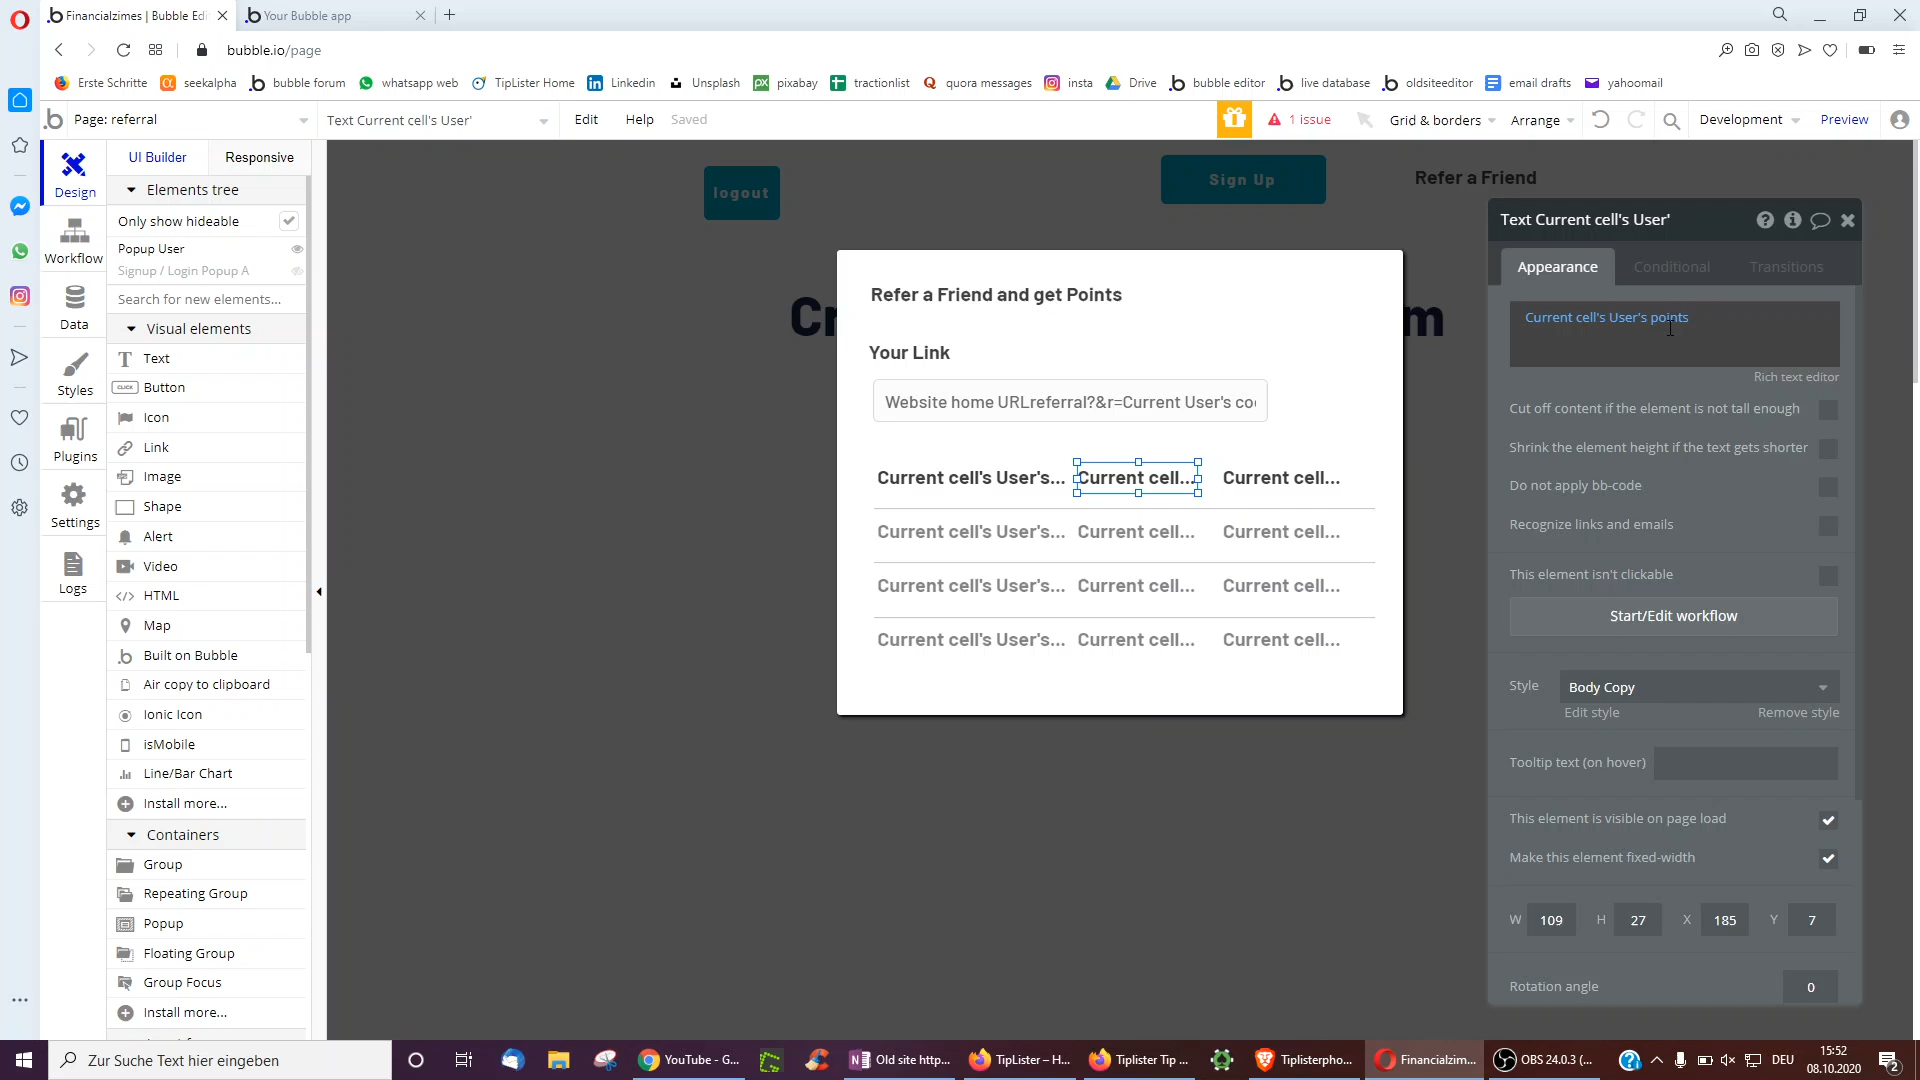 Financialzimes | Bubble Edi
Your Bubble app
bubble.io/page
Erste Schritte
seekalpha
bubble forum
whatsapp web
TipLister Home
Linkedin
Unsplash
pixabay
tractionlist
quora messages
insta
Drive
bubble editor
live database
oldsiteeditor
email drafts
yahoomail
Page: referral
Text Current cell's User'
Edit
Help
Saved
1 issue
Grid & borders
Arrange
Development
Preview
Design
Workflow
Data
Styles
Plugins
Settings
Logs
UI Builder
Responsive
Elements tree
Only show hideable
Popup User
Signup / Login Popup A
Search for new elements...
Visual elements
Text
CLICK Button
Icon
Link
Image
Shape
Alert
Video
HTML
Map
Built on Bubble
Air copy to clipboard
Ionic Icon
isMobile
Line/Bar Chart
Install more...
Containers
Group
Repeating Group
Popup
Floating Group
Group Focus
Install more...
logout
Sign Up
Refer a Friend
Cr
m
Refer a Friend and get Points
Your Link
Website home URLreferral?&r=Current User's co
Current cell's User's... Current cell... Current cell...
Current cell's User's... Current cell... Current cell...
Current cell's User's... Current cell... Current cell...
Current cell's User's... Current cell... Current cell...
Text Current cell's User'
Appearance
Conditional
Transitions
Current cell's User's points
Rich text editor
Cut off content if the element is not tall enough
Shrink the element height if the text gets shorter
Do not apply bb-code
Recognize links and emails
This element isn't clickable
Start/Edit workflow
Style
Body Copy
Edit style
Remove style
Tooltip text (on hover)
This element is visible on page load
Make this element fixed-width
W 109 H 27 X 185 Y 7
Rotation angle 0
Zur Suche Text hier eingeben
YouTube - G...
Old site http...
TipLister – H...
Tiplister Tip ...
Tiplisterpho...
Financialzim...
OBS 24.0.3 (...
DEU
15:52
08.10.2020
2